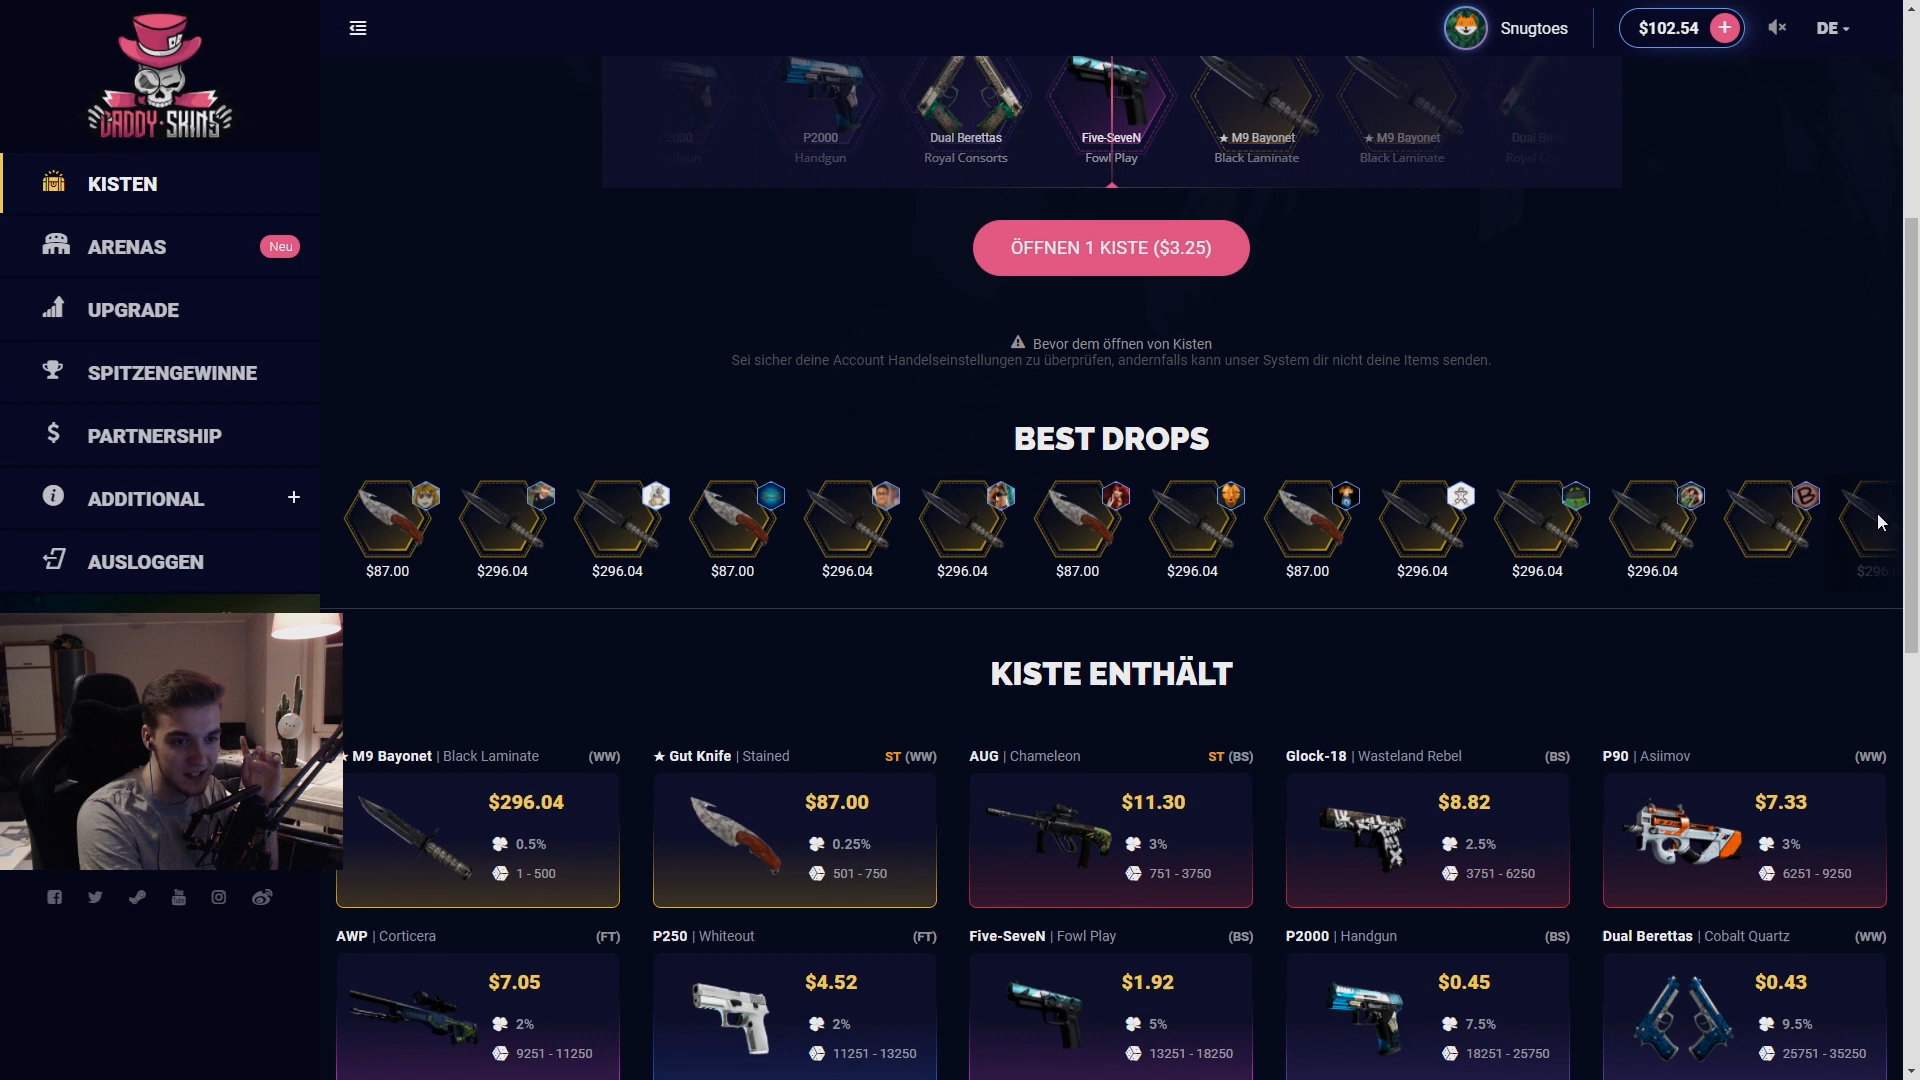 DADDY SKINS
Snugtoes
$102.54
DE
KISTEN
ARENAS
Neu
UPGRADE
SPITZENGEWINNE
PARTNERSHIP
ADDITIONAL
AUSLOGGEN
P2000
Handgun
Dual Berettas
Royal Consorts
Five-SeveN
Fowl Play
★ M9 Bayonet
Black Laminate
★ M9 Bayonet
Black Laminate
ÖFFNEN 1 KISTE ($3.25)
Bevor dem öffnen von Kisten
Sei sicher deine Account Handelseinstellungen zu überprüfen, andernfalls kann unser System dir nicht deine Items senden.
BEST DROPS
$87.00 $296.04 $296.04 $87.00 $296.04 $296.04 $87.00 $296.04 $87.00 $296.04 $296.04 $296.04
KISTE ENTHÄLT
★ M9 Bayonet | Black Laminate (WW)
$296.04
0.5%
1 - 500
★ Gut Knife | Stained ST (WW)
$87.00
0.25%
501 - 750
AUG | Chameleon ST (BS)
$11.30
3%
751 - 3750
Glock-18 | Wasteland Rebel (BS)
$8.82
2.5%
3751 - 6250
P90 | Asiimov (WW)
$7.33
3%
6251 - 9250
AWP | Corticera (FT)
$7.05
2%
9251 - 11250
P250 | Whiteout (FT)
$4.52
2%
11251 - 13250
Five-SeveN | Fowl Play (BS)
$1.92
5%
13251 - 18250
P2000 | Handgun (BS)
$0.45
7.5%
18251 - 25750
Dual Berettas | Cobalt Quartz (WW)
$0.43
9.5%
25751 - 35250